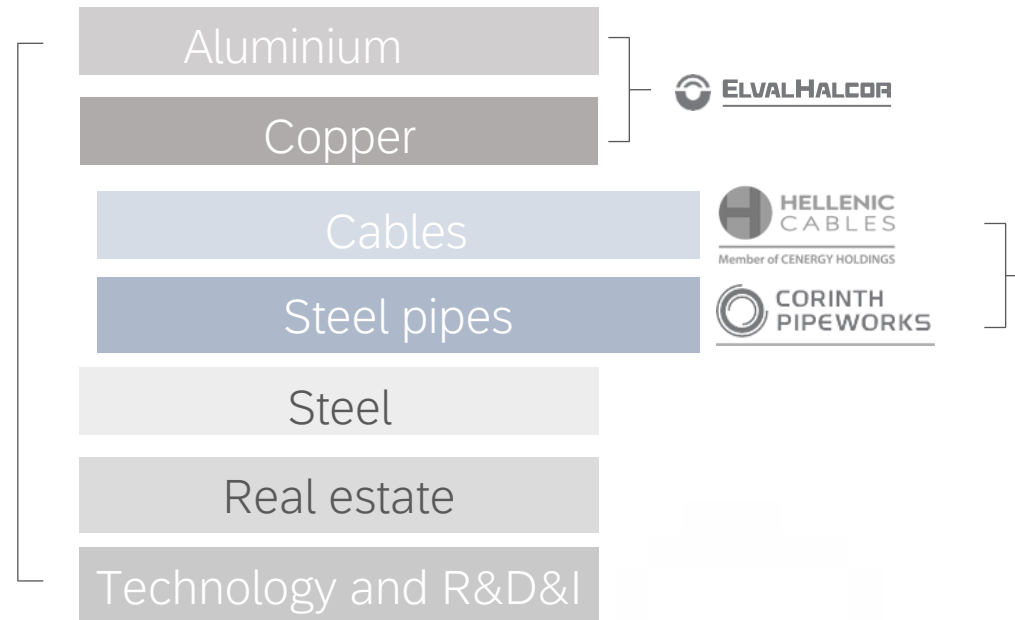 Aluminium
ELVALHALCOR
Copper
Cables
HELLENIC
CABLES
Member of CENERGY HOLDINGS
Steel pipes
CORINTH
PIPEWORKS
Steel
Real estate
Technology and R&D&I